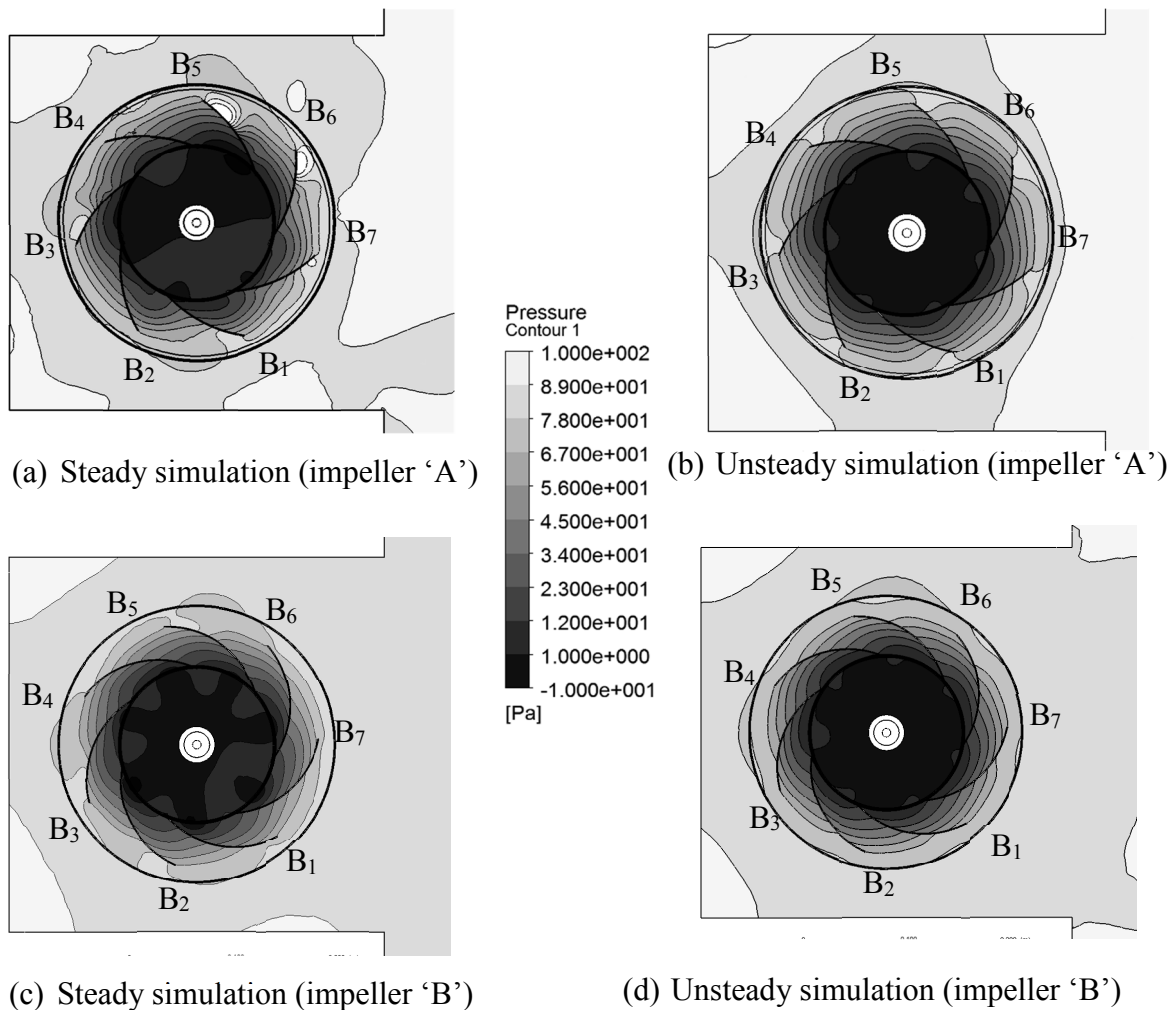 B5
B6
B4
B3
B7
B2
B1
B5
B6
B4
B3
B7
B2
B1
(a) Steady simulation (impeller ‘A’)
(b) Unsteady simulation (impeller ‘A’)
Pressure
Contour 1
1.000e+002
8.900e+001
7.800e+001
6.700e+001
5.600e+001
4.500e+001
3.400e+001
2.300e+001
1.200e+001
1.000e+000
-1.000e+001
[Pa]
B5
B6
B4
B7
B3
B1
B2
B5
B6
B4
B7
B3
B1
B2
(c) Steady simulation (impeller ‘B’)
(d) Unsteady simulation (impeller ‘B’)